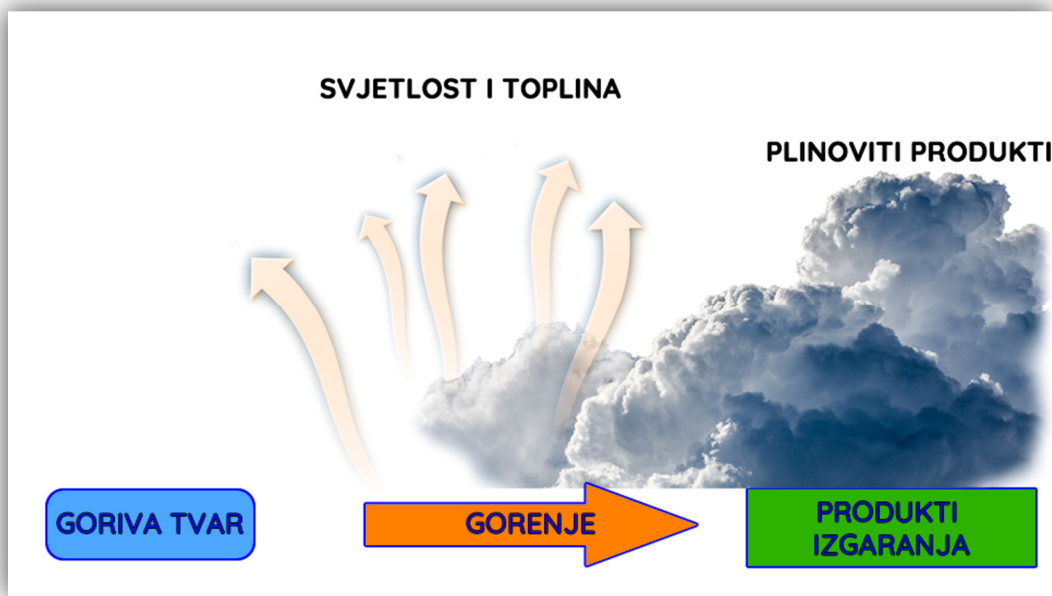 SVJETLOST I TOPLINA
PLINOVITI PRODUKTI
GORIVA TVAR
GORENJE
PRODUKTI
IZGARANJA